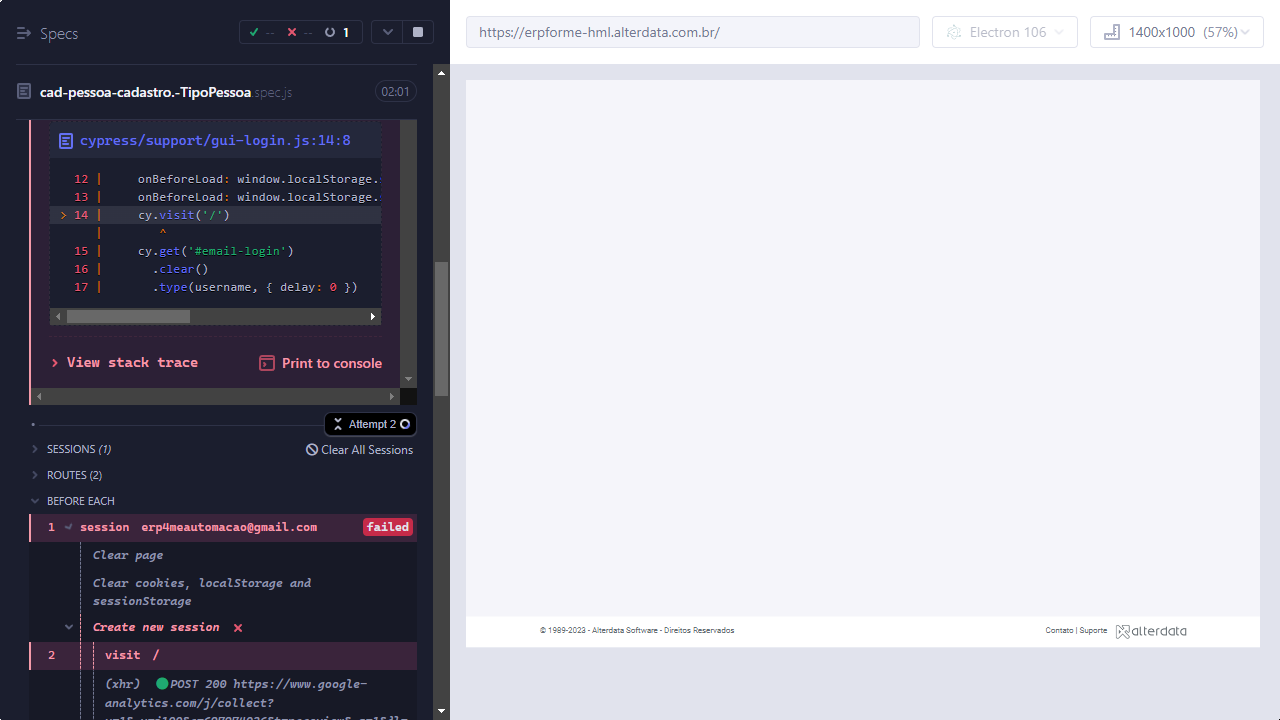 Specs
-- -- 1
https://erpforme-hml.alterdata.com.br/
Electron 106
1400x1000 (57%)
cad-pessoa-cadastro.-TipoPessoa.spec.js
02:01
cypress/support/gui-login.js:14:8
12 | onBeforeLoad: window.localStorage.
13 | onBeforeLoad: window.localStorage.
> 14 | cy.visit('/')
| ^
15 | cy.get('#email-login')
16 | .clear()
17 | .type(username, { delay: 0 })
> View stack trace
Print to console
Attempt 2
SESSIONS (1)
Clear All Sessions
ROUTES (2)
BEFORE EACH
1 session erp4meautomacao@gmail.com failed
Clear page
Clear cookies, localStorage and
sessionStorage
Create new session
2 visit /
(xhr) POST 200 https://www.google-
analytics.com/j/collect?
© 1989-2023 - Alterdata Software - Direitos Reservados
Contato | Suporte
alterdata